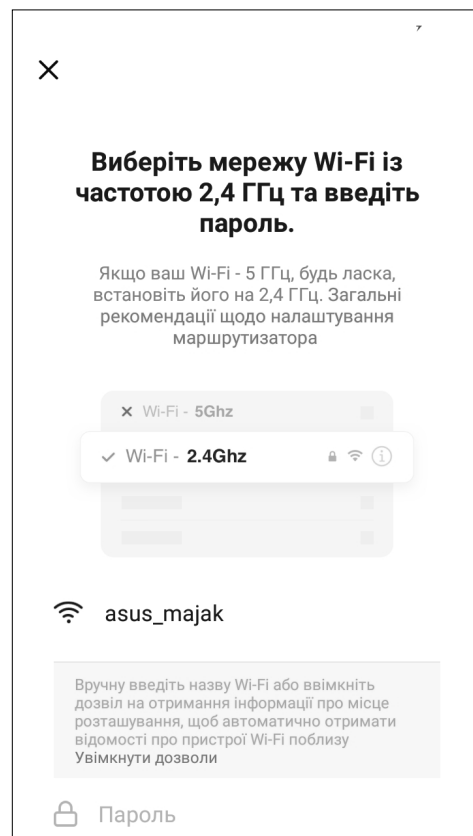 Виберіть мережу Wi-Fi із
частотою 2,4 ГГц та введіть
пароль.
Якщо ваш Wi-Fi - 5 ГГц, будь ласка,
встановіть його на 2,4 ГГц. Загальні
рекомендації щодо налаштування
маршрутизатора
Wi-Fi - 5Ghz
Wi-Fi - 2.4Ghz
asus_majak
Вручну введіть назву Wi-Fi або ввімкніть
дозвіл на отримання інформації про місце
розташування, щоб автоматично отримати
відомості про пристрої Wi-Fi поблизу
Увімкнути дозволи
Пароль